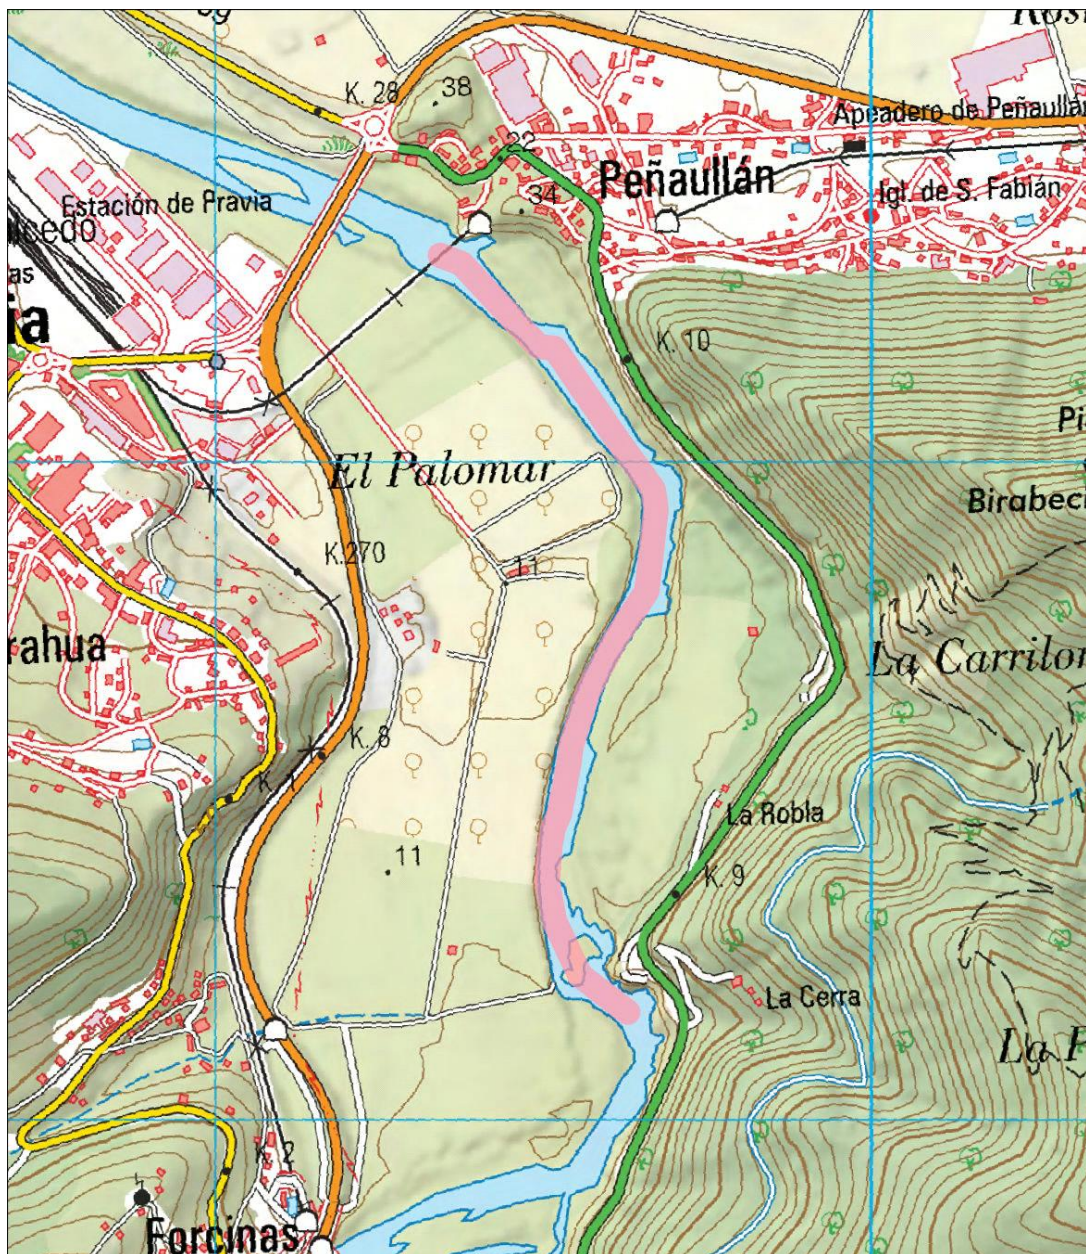 K. 28
38
22
Apeadero de Peñaullán
Peñaullán
34
Igl. de S. Fabián
Estación de Pravia
K. 10
El Palomar
K.270
11
La Carrilon
K. 8
La Robla
11
K. 9
La Cerra
K. 2
Forcinas